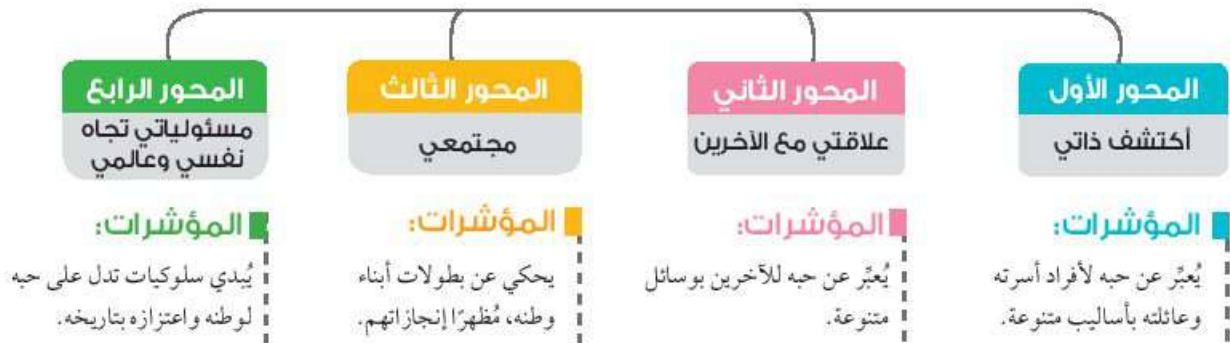 المحور الأول
أكتشف ذاتي
المؤشرات:
يُعبِّر عن حبه لأفراد أسرته
وعائلته بأساليب متنوعة.
المحور الثاني
علاقتي مع الآخرين
المؤشرات:
يُعبِّر عن حبه للآخرين بوسائل
متنوعة.
المحور الثالث
مجتمعي
المؤشرات:
يحكي عن بطولات أبناء
وطنه، مُظهرًا إنجازاتهم.
المحور الرابع
مسئولياتي تجاه
نفسي وعالمي
المؤشرات:
يُبدي سلوكيات تدل على حبه
لوطنه واعتزازه بتاريخه.